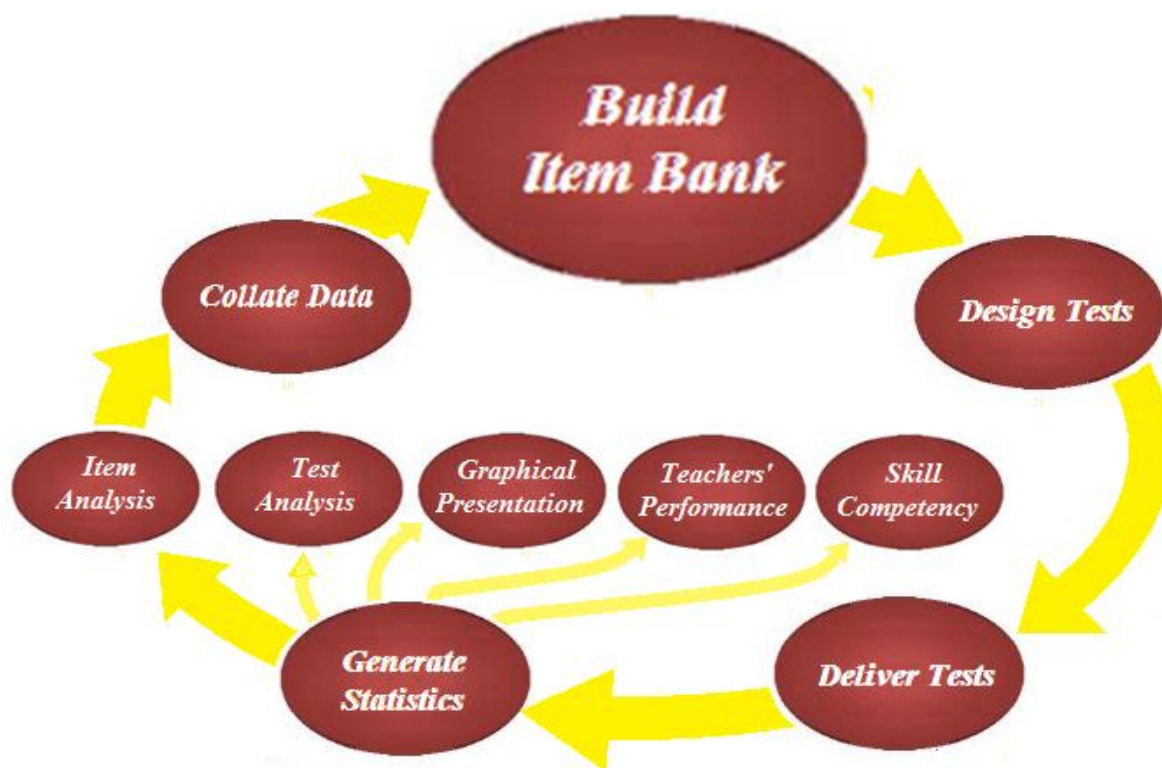 Build
Item Bank
Collate Data
Design Tests
Item
Analysis
Test
Analysis
Graphical
Presentation
Teachers'
Performance
Skill
Competency
Generate
Statistics
Deliver Tests